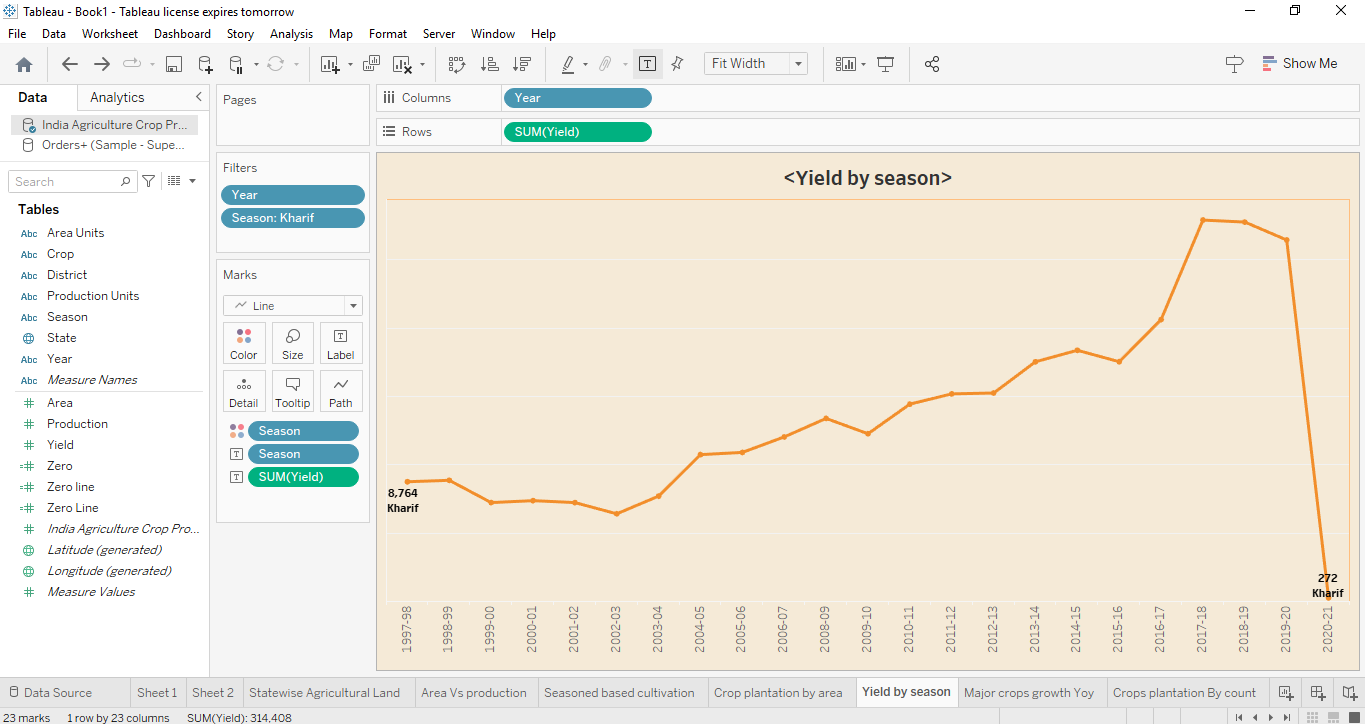 Tableau - Book1 - Tableau license expires tomorrow
File Data Worksheet Dashboard Story Analysis Map Format Server Window Help
Fit Width
Show Me
Data Analytics
India Agriculture Crop Pr...
Orders+ (Sample - Supe...
Search
Tables
Abc Area Units
Abc Crop
Abc District
Abc Production Units
Abc Season
State
Abc Year
Abc Measure Names
# Area
# Production
# Yield
=# Zero
=# Zero line
=# Zero Line
# India Agriculture Crop Pro...
Latitude (generated)
Longitude (generated)
# Measure Values
Pages
Filters
Year
Season: Kharif
Marks
Line
Color Size Label
Detail Tooltip Path
Season
Season
SUM(Yield)
Columns Year
Rows SUM(Yield)
<Yield by season>
8,764
Kharif
272
Kharif
1997-98
1998-99
1999-00
2000-01
2001-02
2002-03
2003-04
2004-05
2005-06
2006-07
2008-09
2009-10
2010-11
2011-12
2012-13
2013-14
2014-15
2015-16
2016-17
2017-18
2018-19
2019-20
2020-21
Data Source Sheet 1 Sheet 2 Statewise Agricultural Land Area Vs production Seasoned based cultivation Crop plantation by area Yield by season Major crops growth Yoy Crops plantation By count
23 marks 1 row by 23 columns SUM(Yield): 314,408